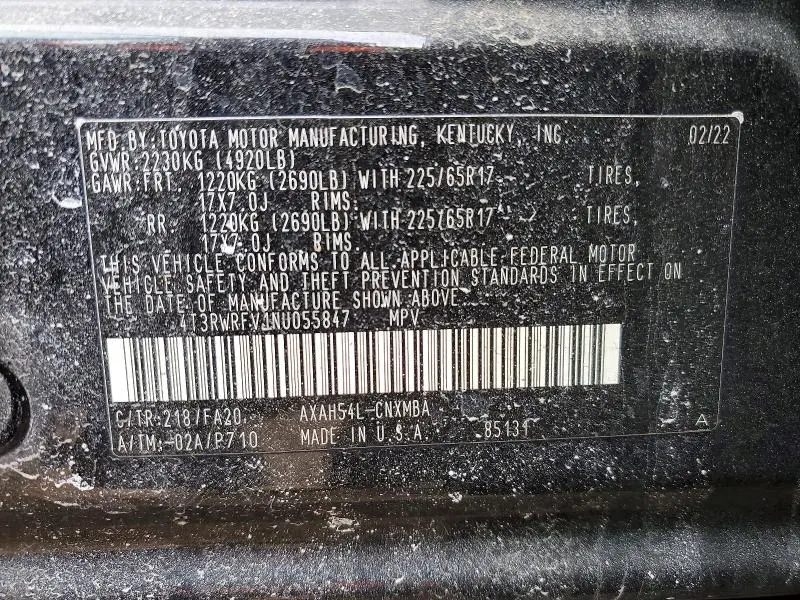 MFD BY:TOYOTA MOTOR MANUFACTURING, KENTUCKY, INC. 02/22
GVWR:2230KG (4920LB)
GAWR:FRT. 1220KG (2690LB) WITH 225/65R17 TIRES,
17X7.0J RIMS.
RR. 1220KG (2690LB) WITH 225/65R17 TIRES,
17X7.0J RIMS.
THIS VEHICLE CONFORMS TO ALL APPLICABLE FEDERAL MOTOR
VEHICLE SAFETY AND THEFT PREVENTION STANDARDS IN EFFECT ON
THE DATE OF MANUFACTURE SHOWN ABOVE.
4T3RWRFV1NU055847 MPV
C/TR:218/FA20 AXAH54L-CNXMBA
A/TM:-02A/P710 MADE IN U.S.A. 85131 A